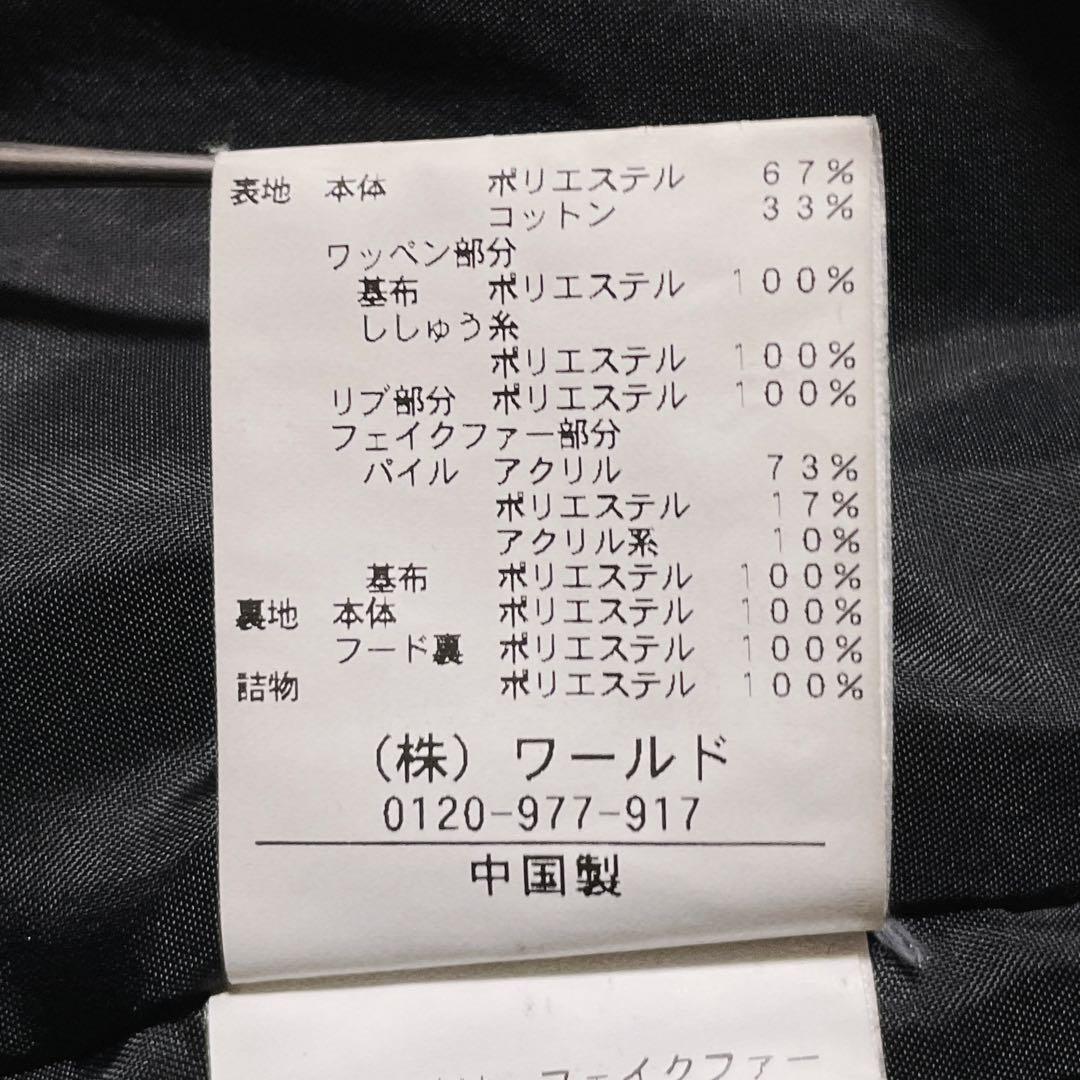 表地 本体 ポリエステル 67%
コットン 33%
ワッペン部分
基布 ポリエステル 100%
ししゅう糸
ポリエステル 100%
リブ部分 ポリエステル 100%
フェイクファー部分
パイル アクリル 73%
ポリエステル 17%
アクリル系 10%
基布 ポリエステル 100%
裏地 本体 ポリエステル 100%
フード裏 ポリエステル 100%
詰物 ポリエステル 100%
(株) ワールド
0120-977-917
中国製
フェイクファー